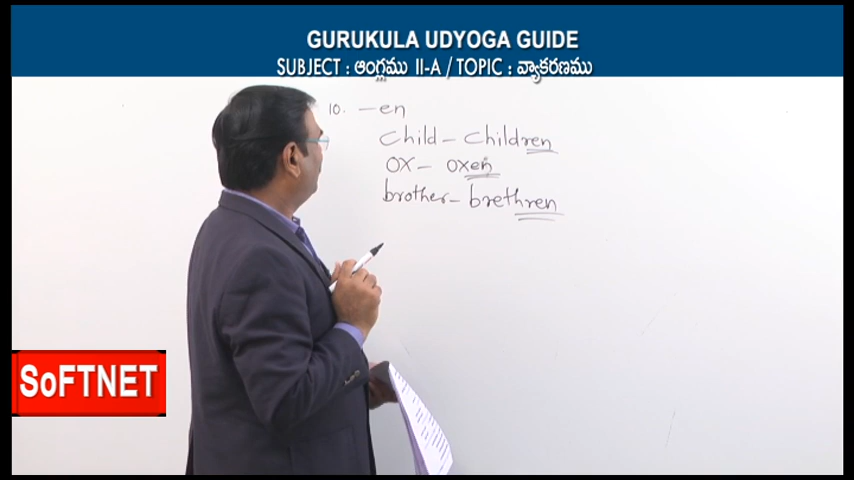 GURUKULA UDYOGA GUIDE
SUBJECT : ఆంగ్లము II-A / TOPIC : వ్యాకరణము
10. –en
Child – Children
OX – oxen
brother – brethren
SoFTNET